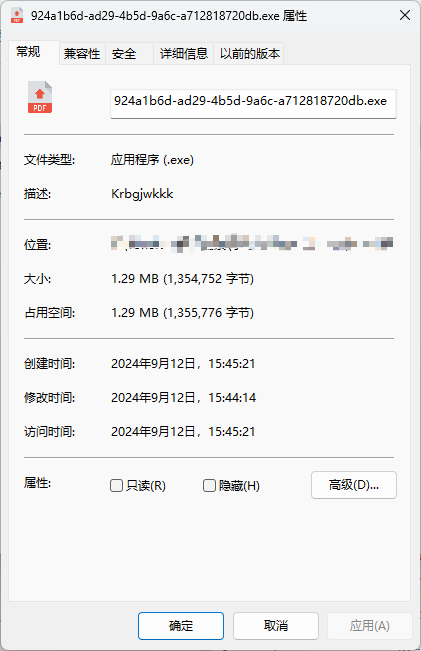 924a1b6d-ad29-4b5d-9a6c-a712818720db.exe 属性
常规 兼容性 安全 详细信息 以前的版本
PDF
924a1b6d-ad29-4b5d-9a6c-a712818720db.exe
文件类型: 应用程序 (.exe)
描述: Krbgjwkkk
位置:
大小: 1.29 MB (1,354,752 字节)
占用空间: 1.29 MB (1,355,776 字节)
创建时间: 2024年9月12日，15:45:21
修改时间: 2024年9月12日，15:44:14
访问时间: 2024年9月12日，15:45:21
属性: 只读(R) 隐藏(H) 高级(D)...
确定 取消 应用(A)